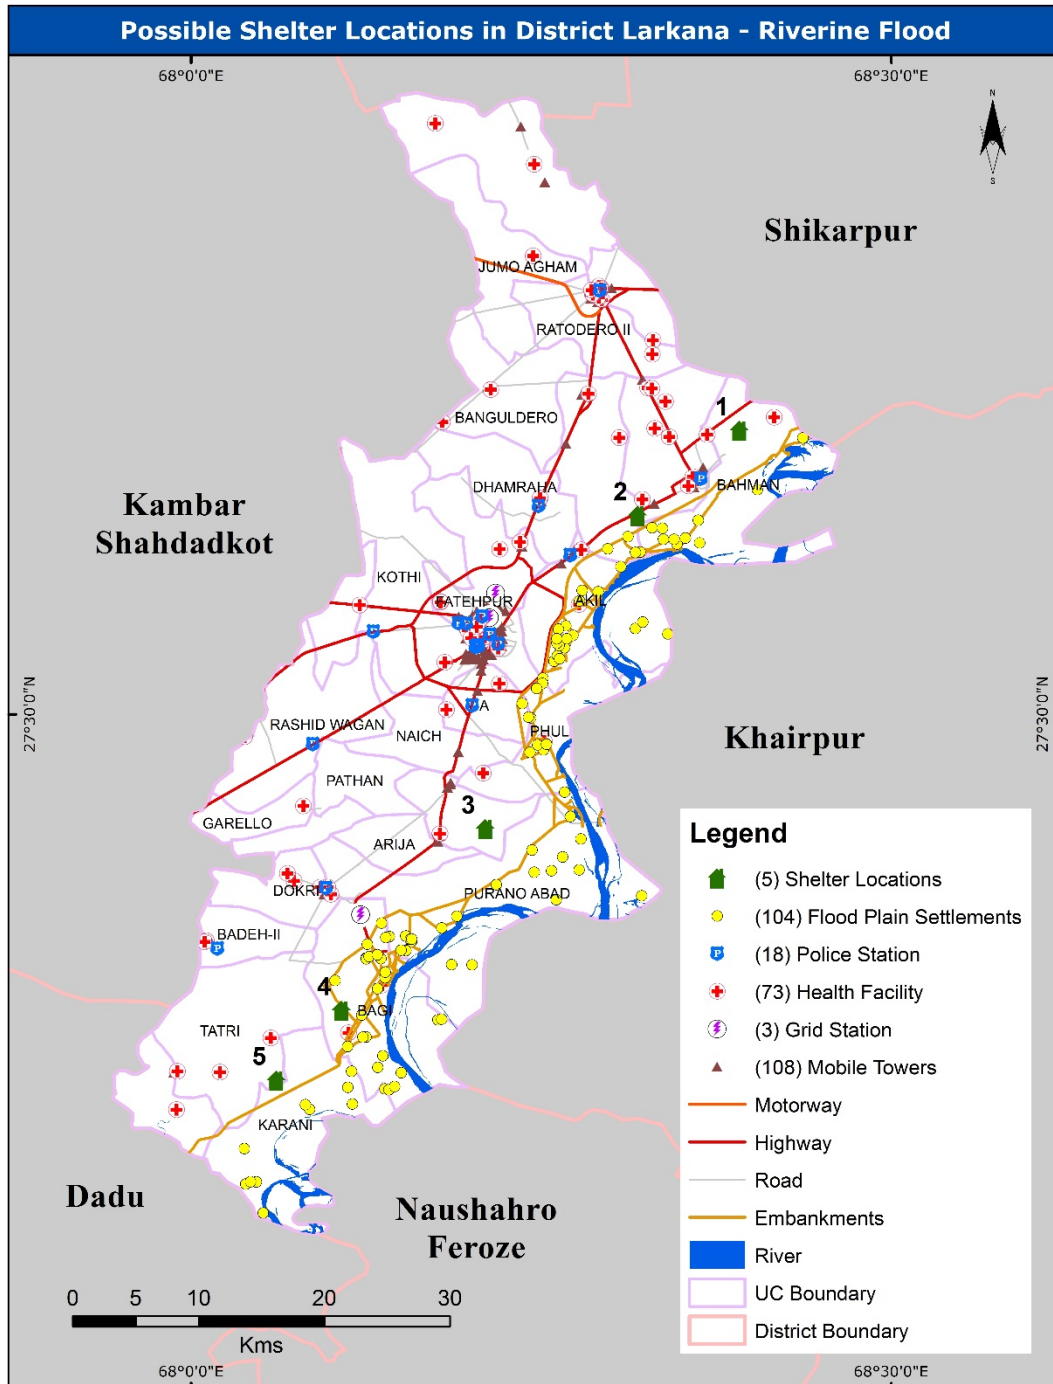 Possible Shelter Locations in District Larkana - Riverine Flood
68°0'0"E
68°30'0"E
N
S
Shikarpur
JUMO AGHAM
RATODERO II
1
BANGULDERO
Kambar
Shahdadkot
DHAMRAHA
2
BAHMAN
KOTHI
FATEHPUR
AKIL
27°30'0"N
27°30'0"N
A
RASHID WAGAN
NAICH
PHUL
Khairpur
PATHAN
3
GARELLO
ARIJA
DOKRI
PURANO ABAD
BADEH-II
4
BAGI
TATRI
5
KARANI
Dadu
Naushahro
Feroze
Legend
(5) Shelter Locations
(104) Flood Plain Settlements
P
(18) Police Station
(73) Health Facility
(3) Grid Station
(108) Mobile Towers
Motorway
Highway
Road
Embankments
River
UC Boundary
District Boundary
0 5 10 20 30
Kms
68°0'0"E
68°30'0"E